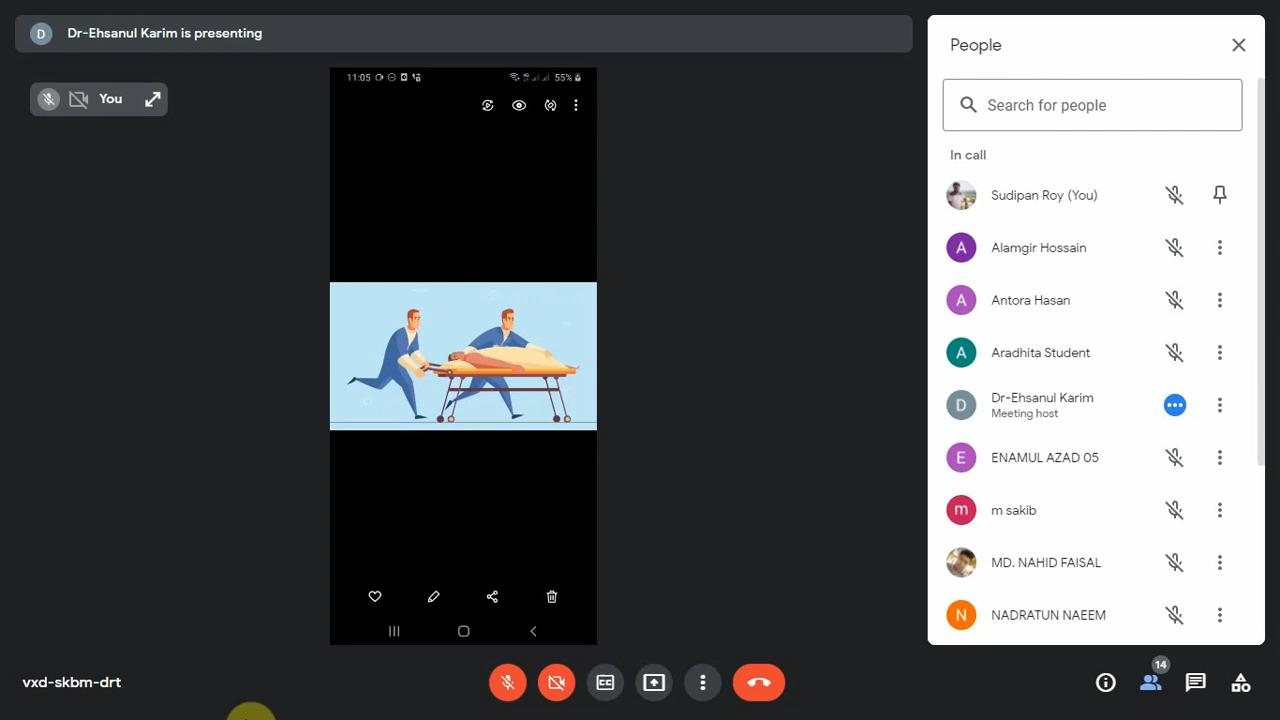 Dr-Ehsanul Karim is presenting
D
You
11:05
55%
People
Search for people
In call
Sudipan Roy (You)
A
Alamgir Hossain
A
Antora Hasan
A
Aradhita Student
D
Dr-Ehsanul Karim
Meeting host
E
ENAMUL AZAD 05
m
m sakib
MD. NAHID FAISAL
N
NADRATUN NAEEM
vxd-skbm-drt
CC
14